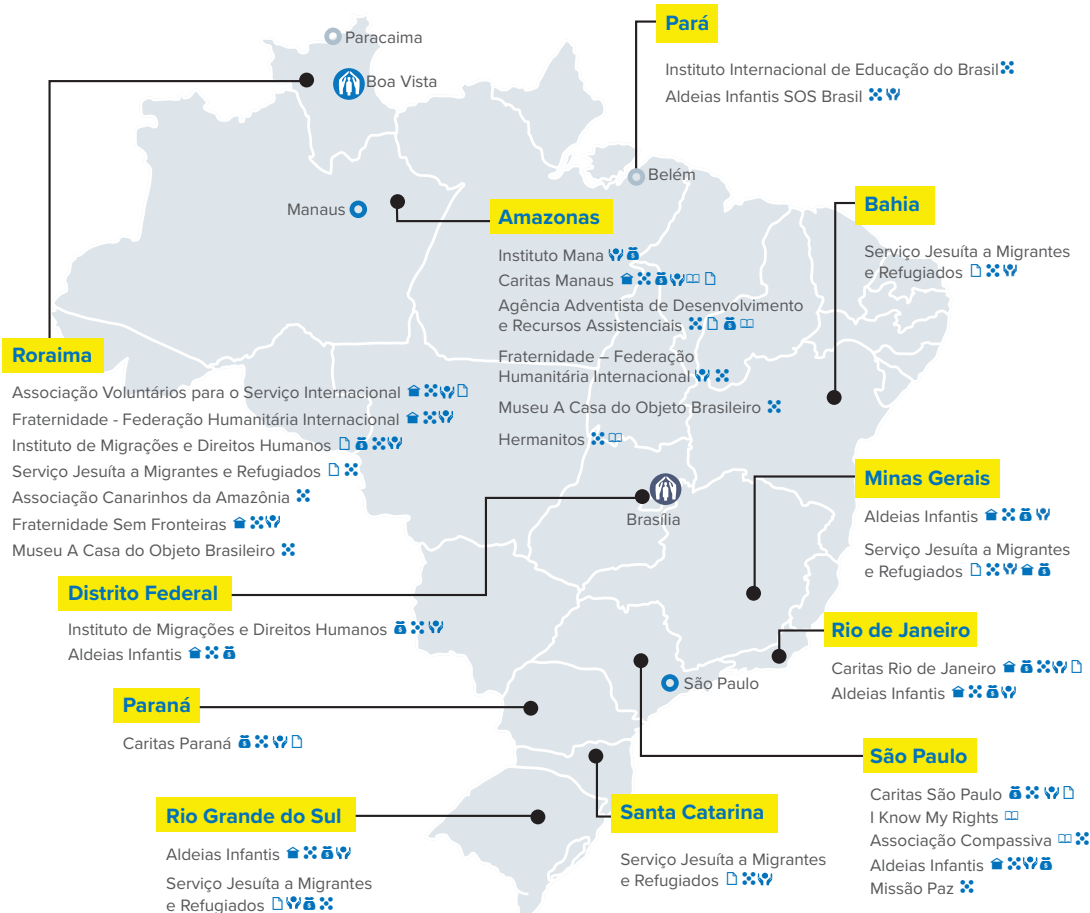 Paracaima
Boa Vista
Manaus
Belém
Brasília
São Paulo
Pará
Instituto Internacional de Educação do Brasil
Aldeias Infantis SOS Brasil
Amazonas
Instituto Mana
Caritas Manaus
Agência Adventista de Desenvolvimento
e Recursos Assistenciais
Fraternidade – Federação
Humanitária Internacional
Museu A Casa do Objeto Brasileiro
Hermanitos
Bahia
Serviço Jesuíta a Migrantes
e Refugiados
Roraima
Associação Voluntários para o Serviço Internacional
Fraternidade - Federação Humanitária Internacional
Instituto de Migrações e Direitos Humanos
Serviço Jesuíta a Migrantes e Refugiados
Associação Canarinhos da Amazônia
Fraternidade Sem Fronteiras
Museu A Casa do Objeto Brasileiro
Minas Gerais
Aldeias Infantis
Serviço Jesuíta a Migrantes
e Refugiados
Distrito Federal
Instituto de Migrações e Direitos Humanos
Aldeias Infantis
Rio de Janeiro
Caritas Rio de Janeiro
Aldeias Infantis
Paraná
Caritas Paraná
São Paulo
Caritas São Paulo
I Know My Rights
Associação Compassiva
Aldeias Infantis
Missão Paz
Rio Grande do Sul
Aldeias Infantis
Serviço Jesuíta a Migrantes
e Refugiados
Santa Catarina
Serviço Jesuíta a Migrantes
e Refugiados